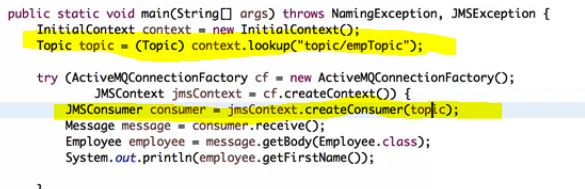 public static void main(String[] args) throws NamingException, JMSException {
InitialContext context = new InitialContext();
Topic topic = (Topic) context.lookup("topic/empTopic");
try (ActiveMQConnectionFactory cf = new ActiveMQConnectionFactory();
JMSContext jmsContext = cf.createContext()) {
JMSConsumer consumer = jmsContext.createConsumer(topic);
Message message = consumer.receive();
Employee employee = message.getBody(Employee.class);
System.out.println(employee.getFirstName());
}